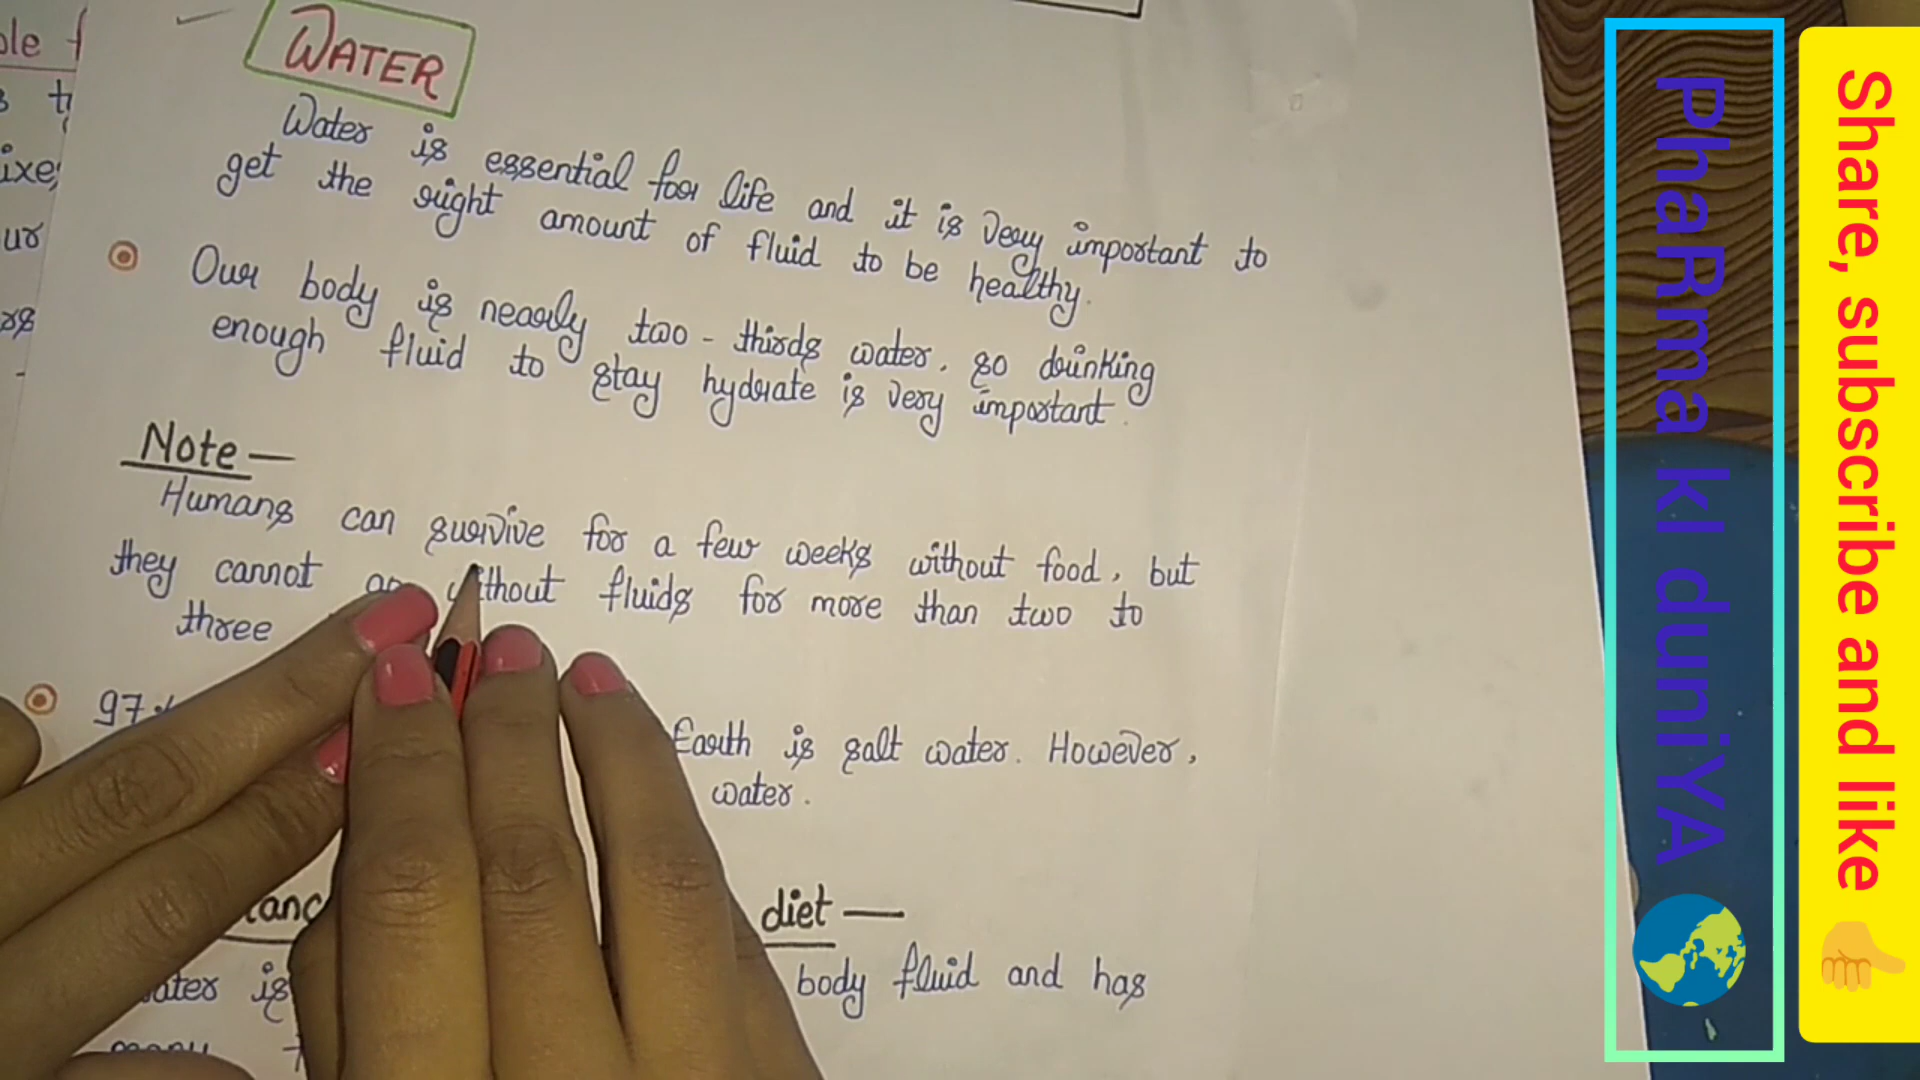 WATER
Water is essential for life and it is very important to
get the right amount of fluid to be healthy.
Our body is nearly two-thirds water, so drinking
enough fluid to stay hydrate is very important.
Note—
Humans can survive for a few weeks without food, but
they cannot go without fluids for more than two to
three
97%
Earth is salt water. However,
water.
diet—
is
body fluid and has
many
PhaRma kI dunIYA 🌏
Share, subscribe and like 👍